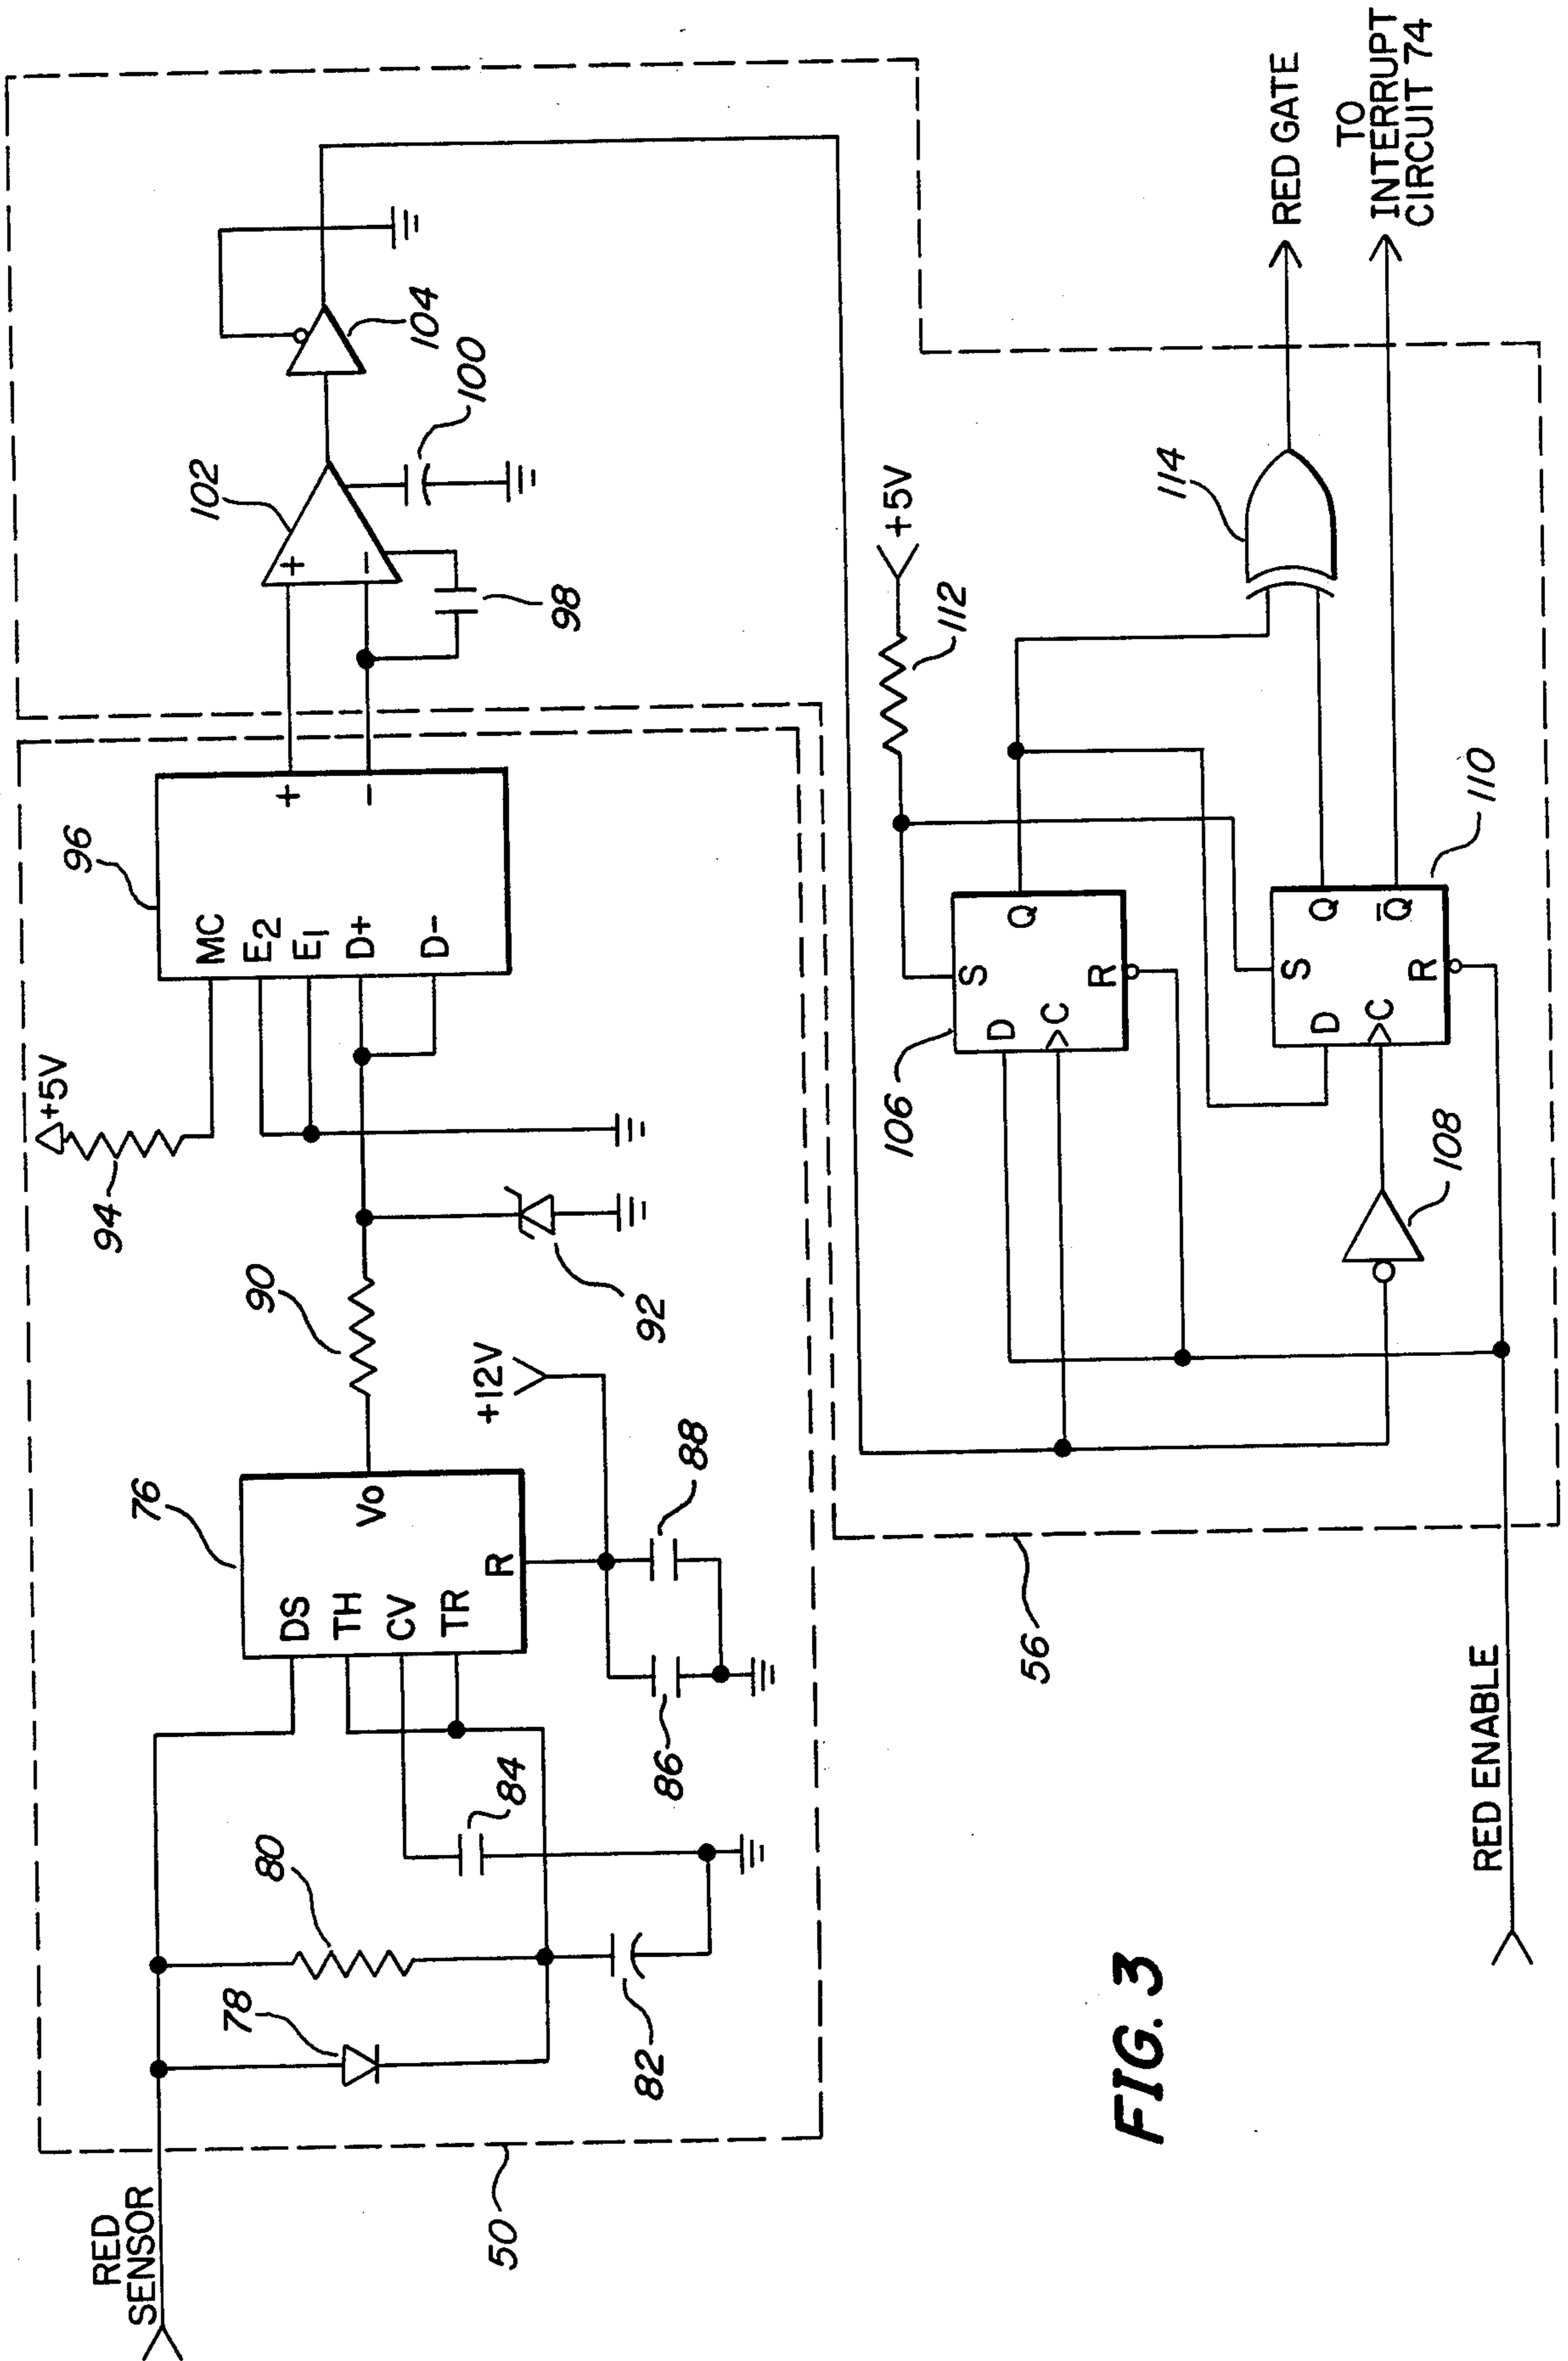 RED
SENSOR
50
78
80
82
84
76
DS
TH
CV
TR
R
Vo
86
88
+12V
90
92
94
+5V
96
MC
E2
E1
D+
D-
+
-
98
102
+
-
100
104
56
RED ENABLE
106
D
C
S
R
Q
108
110
D
C
S
R
Q
Q̅
112
+5V
114
RED GATE
TO
INTERRUPT
CIRCUIT 74
FIG. 3